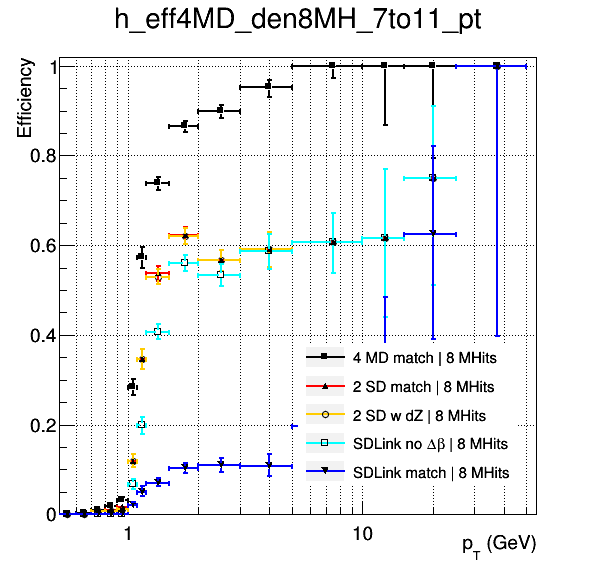 h_eff4MD_den8MH_7to11_pt
Efficiency
1
0.8
0.6
0.4
0.2
0
4 MD match | 8 MHits
2 SD match | 8 MHits
2 SD w dZ | 8 MHits
SDLink no Δβ | 8 MHits
SDLink match | 8 MHits
1 10
p_T (GeV)